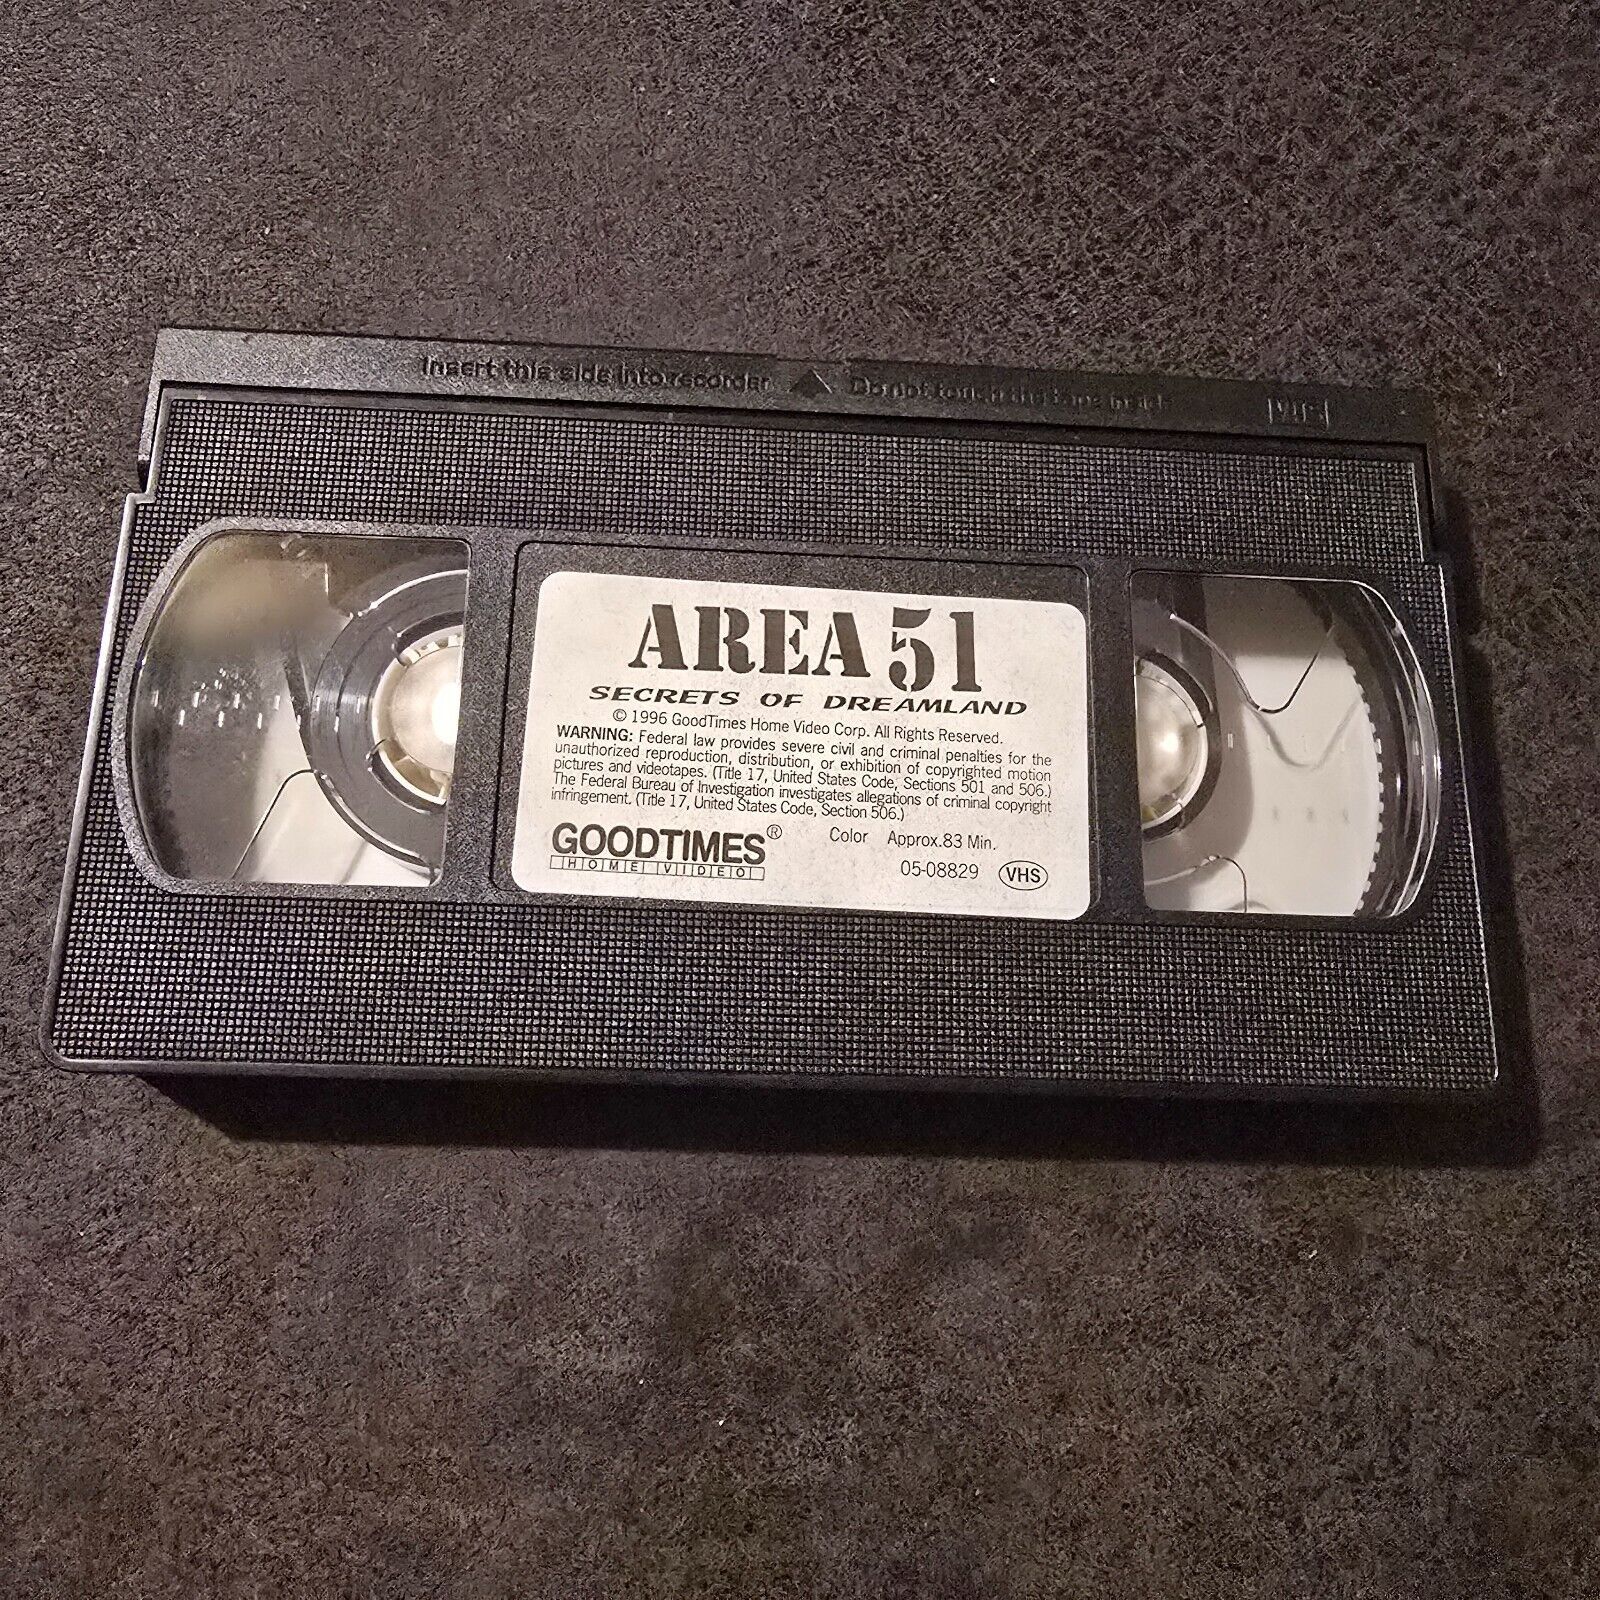 Insert this side into recorder Do not touch the tape inside
VHS
AREA 51
SECRETS OF DREAMLAND
© 1996 GoodTimes Home Video Corp. All Rights Reserved.
WARNING: Federal law provides severe civil and criminal penalties for the
unauthorized reproduction, distribution, or exhibition of copyrighted motion
pictures and videotapes. (Title 17, United States Code, Sections 501 and 506.)
The Federal Bureau of Investigation investigates allegations of criminal copyright
infringement. (Title 17, United States Code, Section 506.)
GOODTIMES® Color Approx.83 Min.
HOME VIDEO 05-08829 VHS